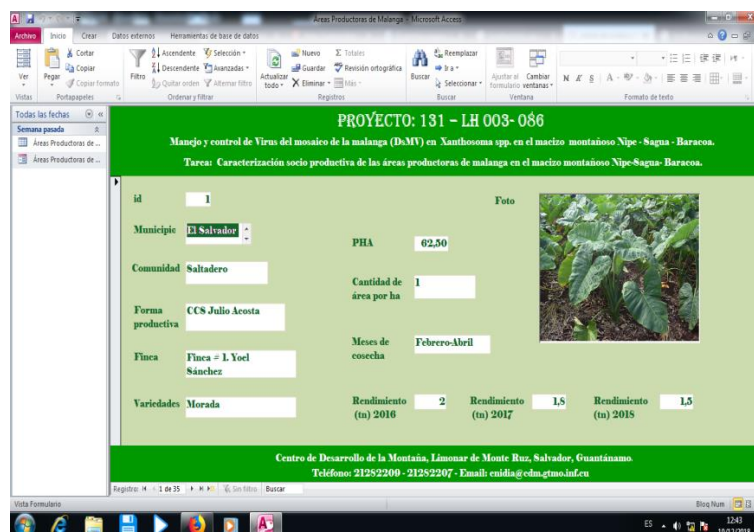 Áreas Productoras de Malanga - Microsoft Access
Archivo Inicio Crear Datos externos Herramientas de base de datos
Ver
Pegar
Cortar
Copiar
Copiar formato
Filtro
Ascendente
Descendente
Quitar orden
Selección
Avanzadas
Alternar filtro
Actualizar todo
Nuevo
Guardar
Eliminar
Totales
Revisión ortográfica
Más
Buscar
Reemplazar
Ir a
Seleccionar
Ajustar al formulario
Cambiar ventanas
N K S
Vistas Portapapeles Ordenar y filtrar Registros Buscar Ventana Formato de texto
Todas las fechas
Semana pasada
Áreas Productoras de ...
Áreas Productoras de ...
PROYECTO: 131 – LH 003- 086
Manejo y control de Virus del mosaico de la malanga (DsMV) en Xanthosoma spp. en el macizo montañoso Nipe - Sagua - Baracoa.
Tarea: Caracterización socio productiva de las áreas productoras de malanga en el macizo montañoso Nipe-Sagua- Baracoa.
id 1
Foto
Municipio El Salvador
PHA 62,50
Comunidad Saltadero
Cantidad de área por ha 1
Forma productiva CCS Julio Acosta
Meses de cosecha Febrero-Abril
Finca Finca # 1. Yoel Sánchez
Variedades Morada
Rendimiento (tn) 2016 2
Rendimiento (tn) 2017 1,8
Rendimiento (tn) 2018 1,5
Centro de Desarrollo de la Montaña, Limonar de Monte Ruz, Salvador, Guantánamo.
Teléfono: 21282209 - 21282207 - Email: enidia@cdm.gtmo.inf.cu
Registro: 1 de 35 Sin filtro Buscar
Vista Formulario
Bloq Num
ES
12:43